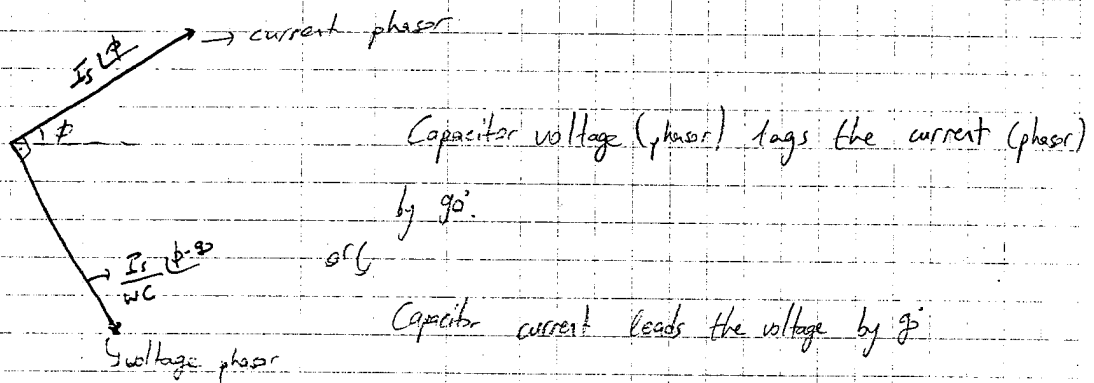 → current phasor
Is∠ϕ
ϕ
Capacitor voltage (phasor) lags the current (phasor)
by 90°.
or,
→ Is/wC ∠ϕ-90
Capacitor current leads the voltage by 90°
↳ voltage phasor